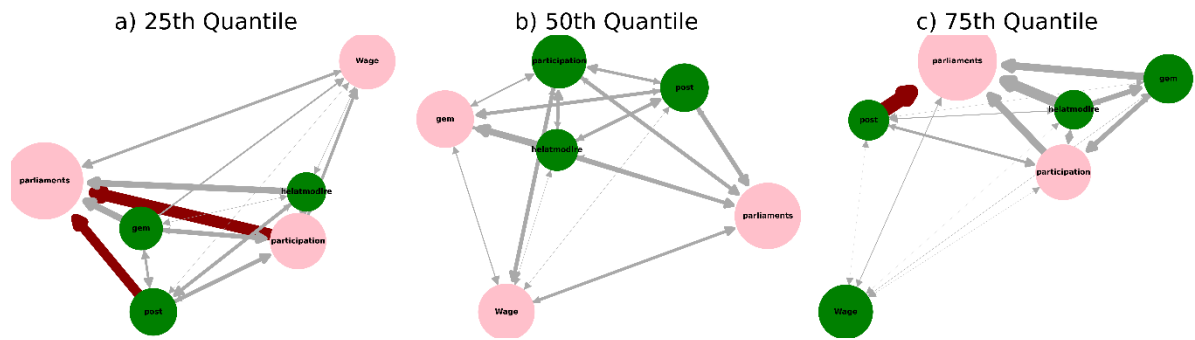 a) 25th Quantile
Wage
parliaments
helatmodire
gem
participation
post
b) 50th Quantile
participation
post
gem
helatmodire
parliaments
Wage
c) 75th Quantile
parliaments
gem
helatmodire
post
participation
Wage